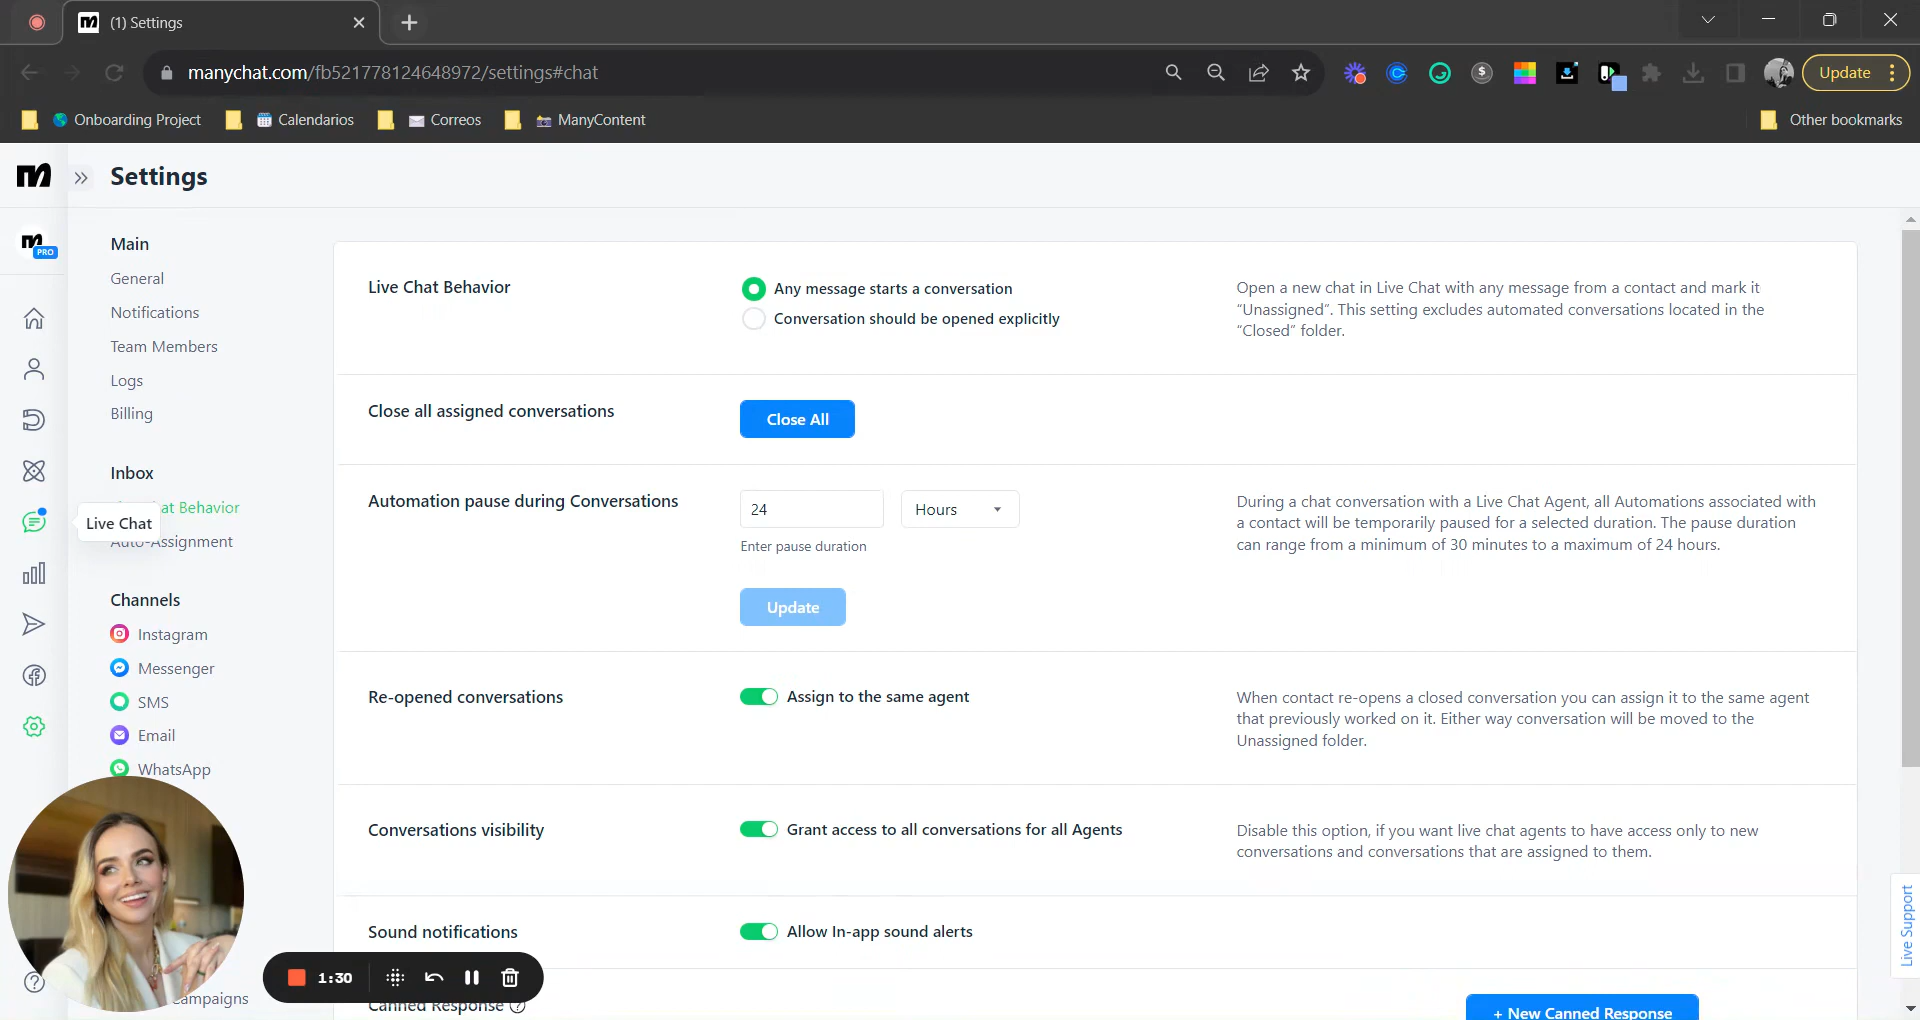 (1) Settings
manychat.com/fb521778124648972/settings#chat
Update
Onboarding Project
Calendarios
Correos
ManyContent
Other bookmarks
Settings
PRO
Main
General
Notifications
Team Members
Logs
Billing
Inbox
at Behavior
Live Chat
Auto-Assignment
Channels
Instagram
Messenger
SMS
Email
WhatsApp
ampaigns
1:30
Live Chat Behavior
Any message starts a conversation
Conversation should be opened explicitly
Open a new chat in Live Chat with any message from a contact and mark it
“Unassigned”. This setting excludes automated conversations located in the
“Closed” folder.
Close all assigned conversations
Close All
Automation pause during Conversations
24
Hours
Enter pause duration
Update
During a chat conversation with a Live Chat Agent, all Automations associated with
a contact will be temporarily paused for a selected duration. The pause duration
can range from a minimum of 30 minutes to a maximum of 24 hours.
Re-opened conversations
Assign to the same agent
When contact re-opens a closed conversation you can assign it to the same agent
that previously worked on it. Either way conversation will be moved to the
Unassigned folder.
Conversations visibility
Grant access to all conversations for all Agents
Disable this option, if you want live chat agents to have access only to new
conversations and conversations that are assigned to them.
Sound notifications
Allow In-app sound alerts
Canned Response
+ New Canned Response
Live Support